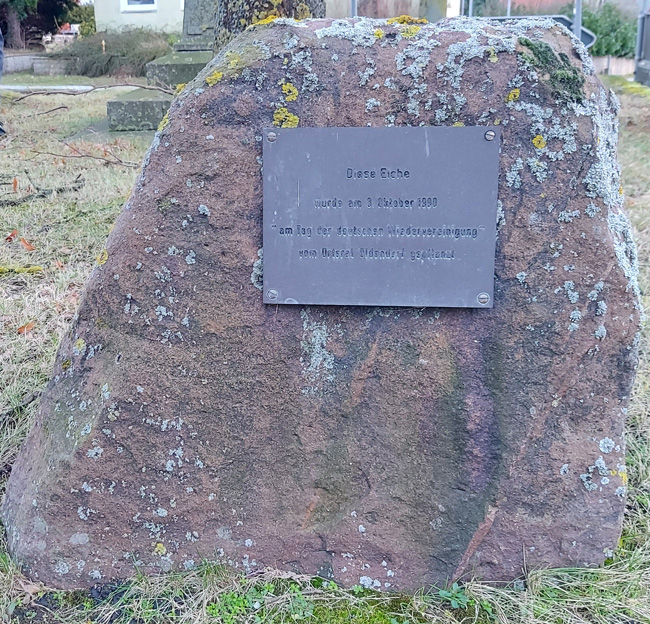 Diese Eiche
wurde am 3. Oktober 1990
"am Tag der deutschen Wiedervereinigung"
vom Ortsrat Oldendorf gepflanzt